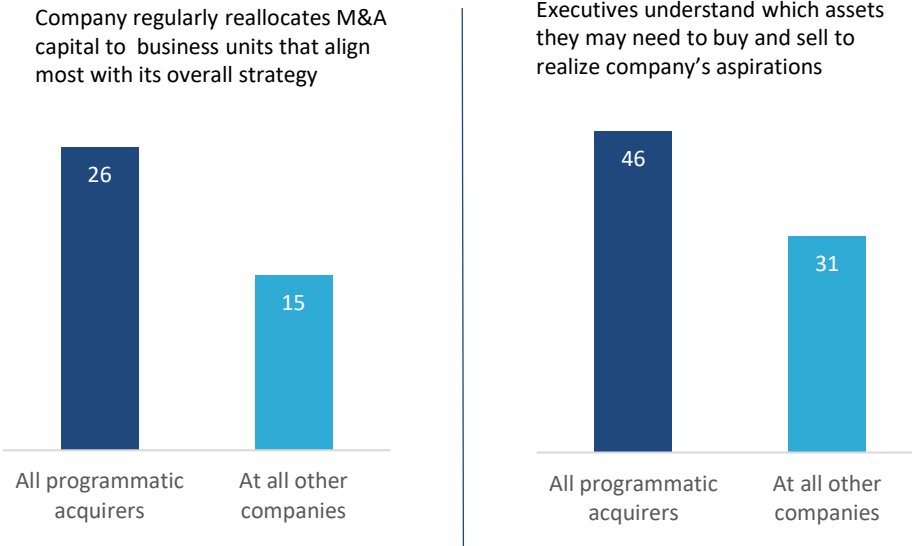 Company regularly reallocates M&A
capital to business units that align
most with its overall strategy
26
15
All programmatic
acquirers
At all other
companies
Executives understand which assets
they may need to buy and sell to
realize company’s aspirations
46
31
All programmatic
acquirers
At all other
companies